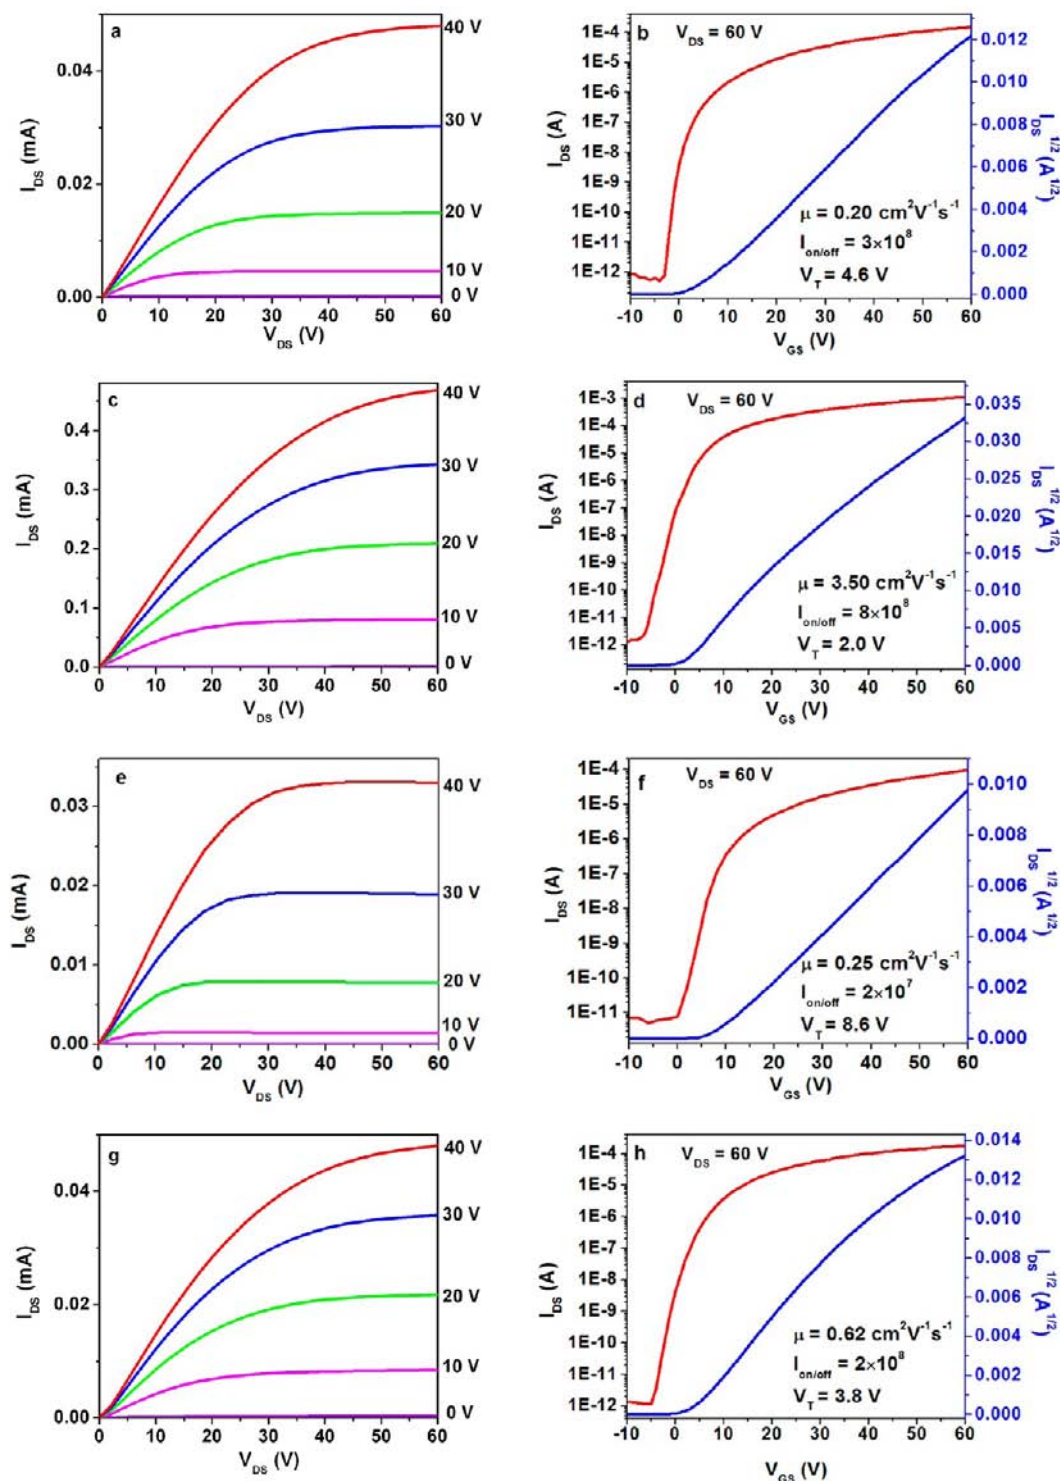 a
40 V
30 V
20 V
10 V
0 V
0.04
0.02
0.00
I_DS (mA)
0 10 20 30 40 50 60
V_DS (V)
b V_DS = 60 V
1E-4
1E-5
1E-6
1E-7
1E-8
1E-9
1E-10
1E-11
1E-12
I_DS (A)
0.012
0.010
0.008
0.006
0.004
0.002
0.000
I_DS^1/2 (A^1/2)
μ = 0.20 cm²V⁻¹s⁻¹
I_on/off = 3×10⁸
V_T = 4.6 V
-10 0 10 20 30 40 50 60
V_GS (V)
c
40 V
30 V
20 V
10 V
0 V
0.4
0.3
0.2
0.1
0.0
I_DS (mA)
0 10 20 30 40 50 60
V_DS (V)
d V_DS = 60 V
1E-3
1E-4
1E-5
1E-6
1E-7
1E-8
1E-9
1E-10
1E-11
1E-12
I_DS (A)
0.035
0.030
0.025
0.020
0.015
0.010
0.005
0.000
I_DS^1/2 (A^1/2)
μ = 3.50 cm²V⁻¹s⁻¹
I_on/off = 8×10⁸
V_T = 2.0 V
-10 0 10 20 30 40 50 60
V_GS (V)
e
40 V
30 V
20 V
10 V
0 V
0.03
0.02
0.01
0.00
I_DS (mA)
0 10 20 30 40 50 60
V_DS (V)
f V_DS = 60 V
1E-4
1E-5
1E-6
1E-7
1E-8
1E-9
1E-10
1E-11
I_DS (A)
0.010
0.008
0.006
0.004
0.002
0.000
I_DS^1/2 (A^1/2)
μ = 0.25 cm²V⁻¹s⁻¹
I_on/off = 2×10⁷
V_T = 8.6 V
-10 0 10 20 30 40 50 60
V_GS (V)
g
40 V
30 V
20 V
10 V
0 V
0.04
0.02
0.00
I_DS (mA)
0 10 20 30 40 50 60
V_DS (V)
h V_DS = 60 V
1E-4
1E-5
1E-6
1E-7
1E-8
1E-9
1E-10
1E-11
1E-12
I_DS (A)
0.014
0.012
0.010
0.008
0.006
0.004
0.002
0.000
I_DS^1/2 (A^1/2)
μ = 0.62 cm²V⁻¹s⁻¹
I_on/off = 2×10⁸
V_T = 3.8 V
-10 0 10 20 30 40 50 60
V_GS (V)